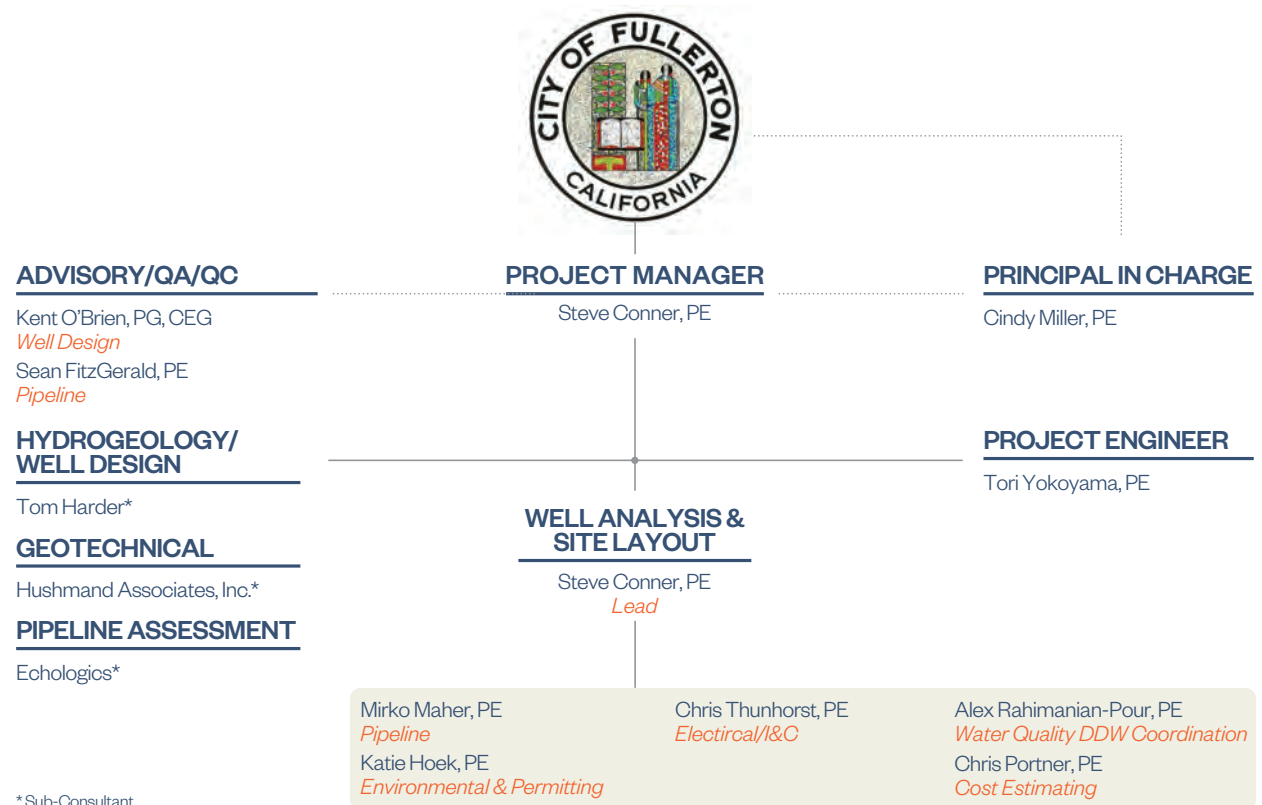 CITY OF FULLERTON
CALIFORNIA
ADVISORY/QA/QC
Kent O'Brien, PG, CEG
Well Design
Sean FitzGerald, PE
Pipeline
PROJECT MANAGER
Steve Conner, PE
PRINCIPAL IN CHARGE
Cindy Miller, PE
HYDROGEOLOGY/
WELL DESIGN
Tom Harder*
GEOTECHNICAL
Hushmand Associates, Inc.*
PIPELINE ASSESSMENT
Echologics*
PROJECT ENGINEER
Tori Yokoyama, PE
WELL ANALYSIS &
SITE LAYOUT
Steve Conner, PE
Lead
Mirko Maher, PE
Pipeline
Katie Hoek, PE
Environmental & Permitting
Chris Thunhorst, PE
Electircal/I&C
Alex Rahimanian-Pour, PE
Water Quality DDW Coordination
Chris Portner, PE
Cost Estimating
* Sub-Consultant